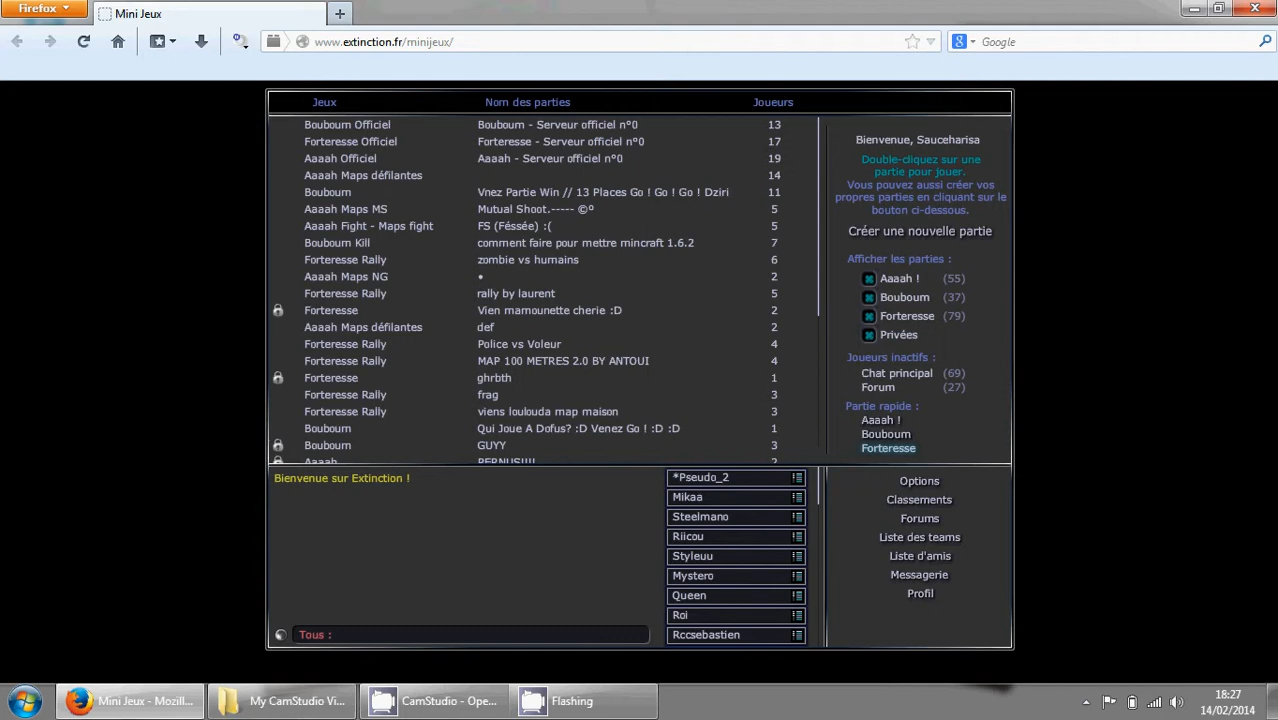 Firefox
Mini Jeux
www.extinction.fr/minijeux/
Google
Jeux Nom des parties Joueurs
Bouboum Officiel Bouboum - Serveur officiel n°0 13
Forteresse Officiel Forteresse - Serveur officiel n°0 17
Aaaah Officiel Aaaah - Serveur officiel n°0 19
Aaaah Maps défilantes 14
Bouboum Vnez Partie Win // 13 Places Go ! Go ! Go ! Dziri 11
Aaaah Maps MS Mutual Shoot.----- ©º 5
Aaaah Fight - Maps fight FS (Féssée) :( 5
Bouboum Kill comment faire pour mettre mincraft 1.6.2 7
Forteresse Rally zombie vs humains 6
Aaaah Maps NG • 2
Forteresse Rally rally by laurent 5
Forteresse Vien mamounette cherie :D 2
Aaaah Maps défilantes def 2
Forteresse Rally Police vs Voleur 4
Forteresse Rally MAP 100 METRES 2.0 BY ANTOUI 4
Forteresse ghrbth 1
Forteresse Rally frag 3
Forteresse Rally viens loulouda map maison 3
Bouboum Qui Joue A Dofus? :D Venez Go ! :D :D 1
Bouboum GUYY 3
Aaaah PERNUS!!!! 2
Bienvenue, Sauceharisa
Double-cliquez sur une
partie pour jouer.
Vous pouvez aussi créer vos
propres parties en cliquant sur le
bouton ci-dessous.
Créer une nouvelle partie
Afficher les parties :
Aaaah ! (55)
Bouboum (37)
Forteresse (79)
Privées
Joueurs inactifs :
Chat principal (69)
Forum (27)
Partie rapide :
Aaaah !
Bouboum
Forteresse
Bienvenue sur Extinction !
Tous :
*Pseudo_2
Mikaa
Steelmano
Riicou
Styleuu
Mystero
Queen
Roi
Rccsebastien
Options
Classements
Forums
Liste des teams
Liste d'amis
Messagerie
Profil
Mini Jeux - Mozill...
My CamStudio Vi...
CamStudio - Ope...
Flashing
18:27
14/02/2014